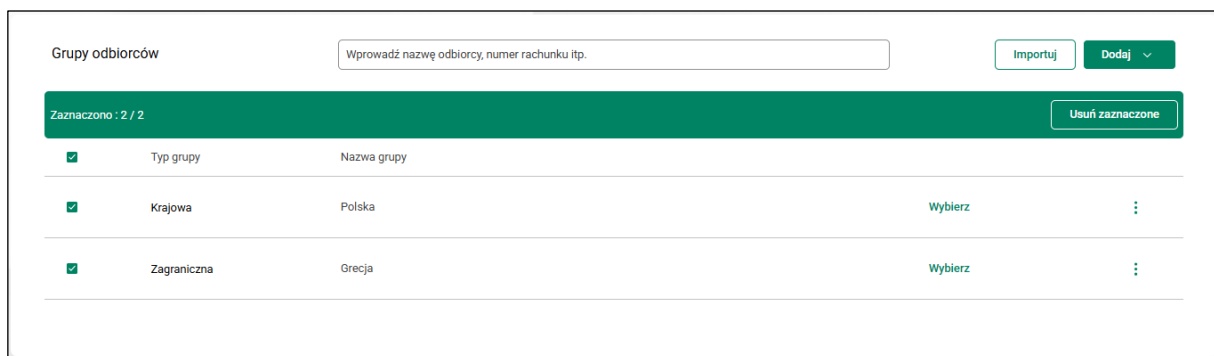 Grupy odbiorców Wprowadź nazwę odbiorcy, numer rachunku itp. Importuj Dodaj
Zaznaczono : 2 / 2 Usuń zaznaczone
Typ grupy Nazwa grupy
Krajowa Polska Wybierz
Zagraniczna Grecja Wybierz